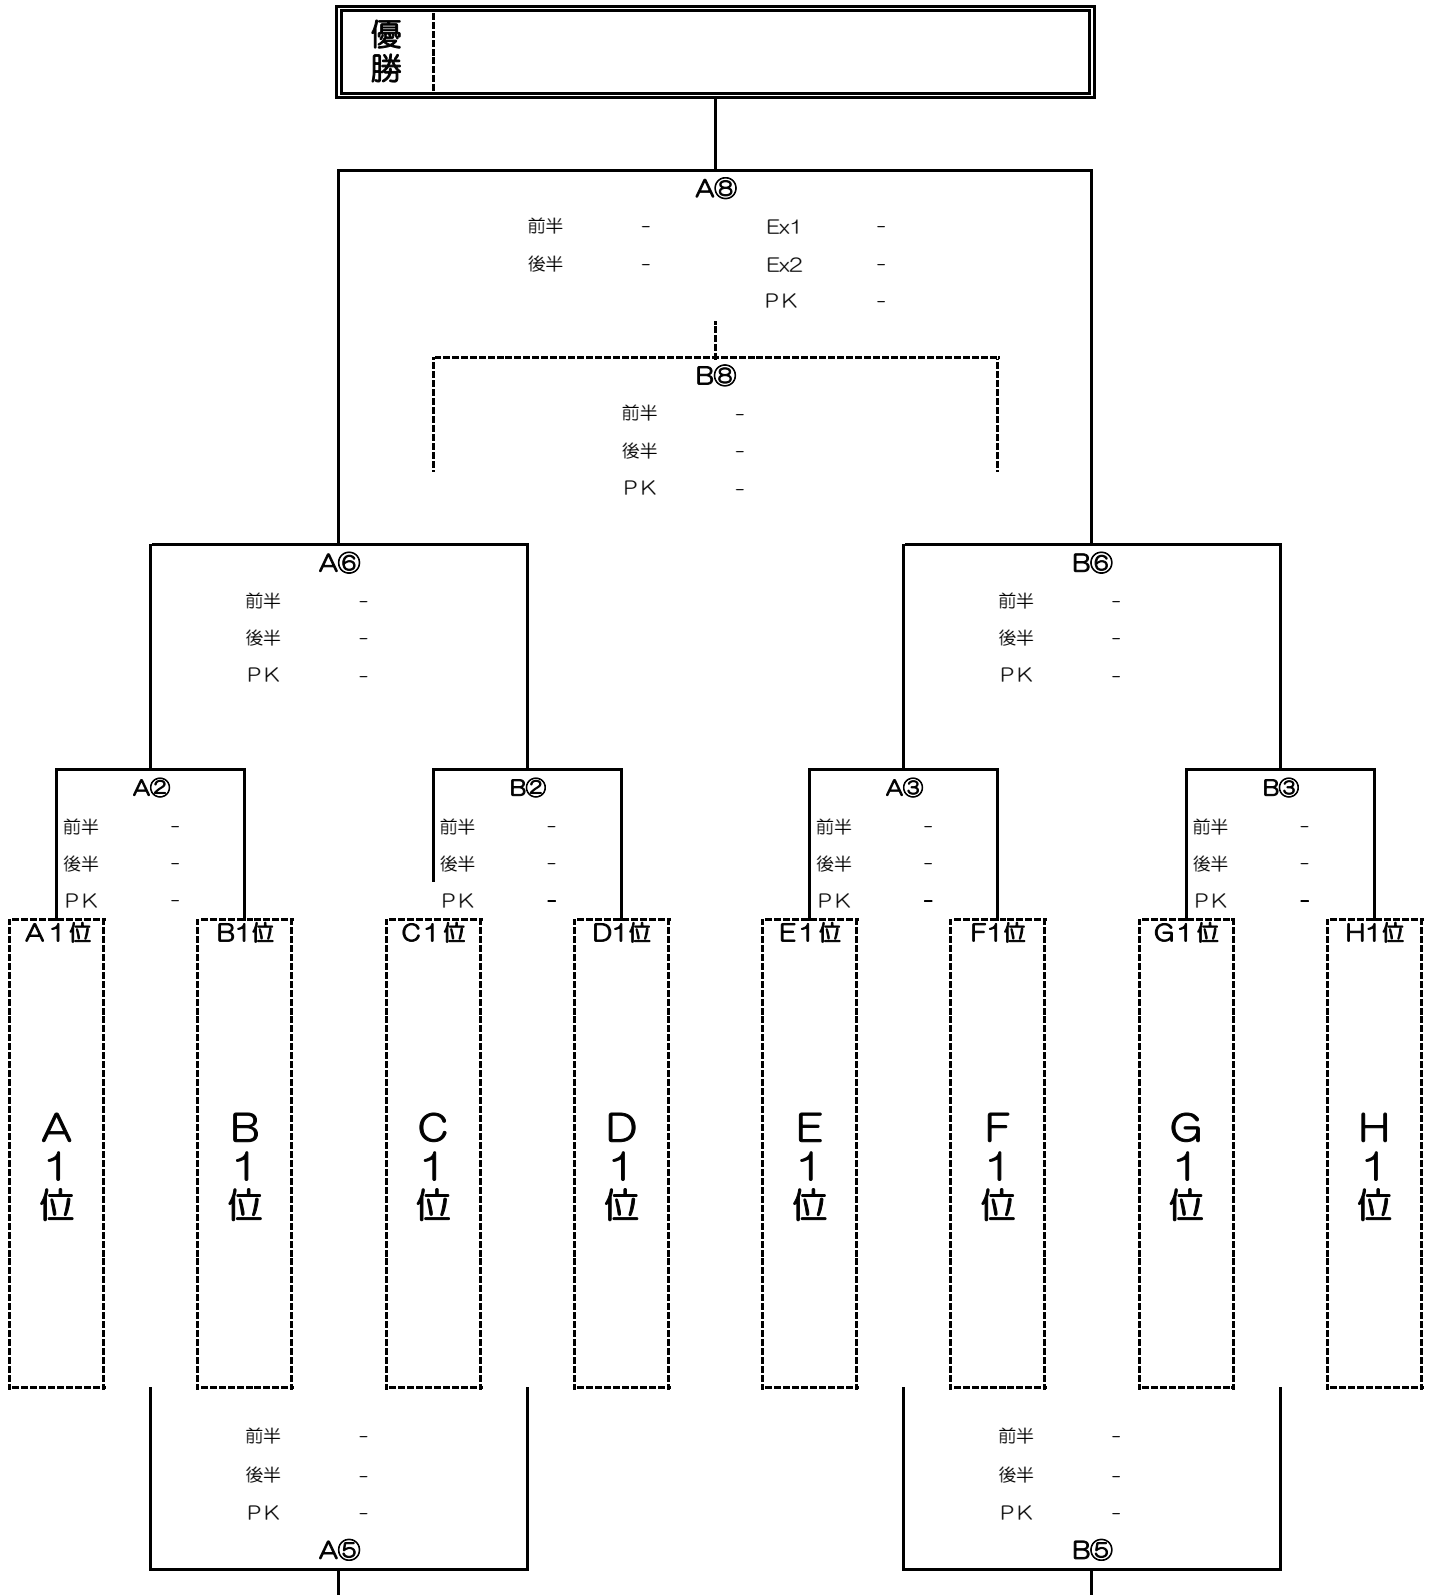 優
勝
A⑧
前半 - Ex1 -
後半 - Ex2 -
PK -
B⑧
前半 -
後半 -
PK -
A⑥ B⑥
前半 - 前半 -
後半 - 後半 -
PK - PK -
A② B② A③ B③
前半 - 前半 - 前半 - 前半 -
後半 - 後半 - 後半 - 後半 -
PK - PK - PK - PK -
A1位 B1位 C1位 D1位 E1位 F1位 G1位 H1位
A B C D E F G H
1 1 1 1 1 1 1 1
位 位 位 位 位 位 位 位
前半 - 前半 -
後半 - 後半 -
PK - PK -
A⑤ B⑤